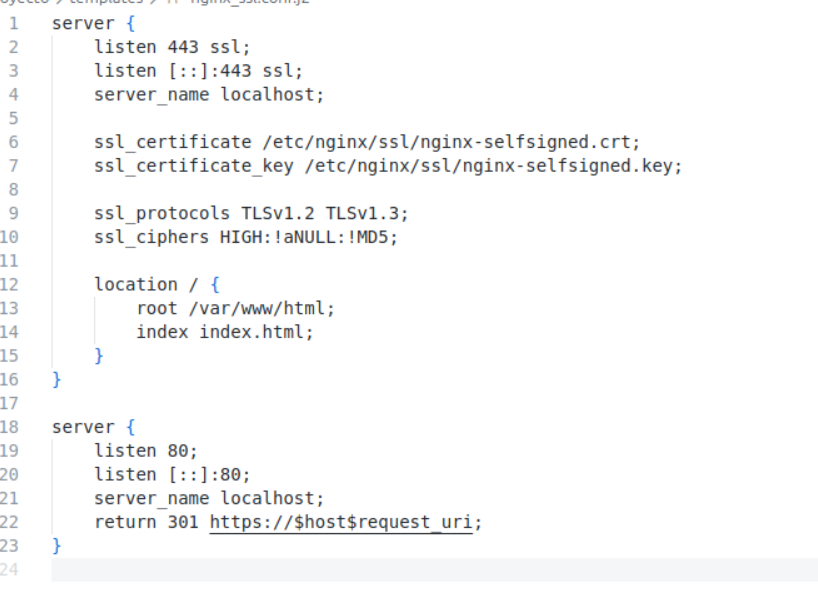 templates
nginx_ssl.conf.j2
1 server {
2 listen 443 ssl;
3 listen [::]:443 ssl;
4 server_name localhost;
5
6 ssl_certificate /etc/nginx/ssl/nginx-selfsigned.crt;
7 ssl_certificate_key /etc/nginx/ssl/nginx-selfsigned.key;
8
9 ssl_protocols TLSv1.2 TLSv1.3;
10 ssl_ciphers HIGH:!aNULL:!MD5;
11
12 location / {
13 root /var/www/html;
14 index index.html;
15 }
16 }
17
18 server {
19 listen 80;
20 listen [::]:80;
21 server_name localhost;
22 return 301 https://$host$request_uri;
23 }
24